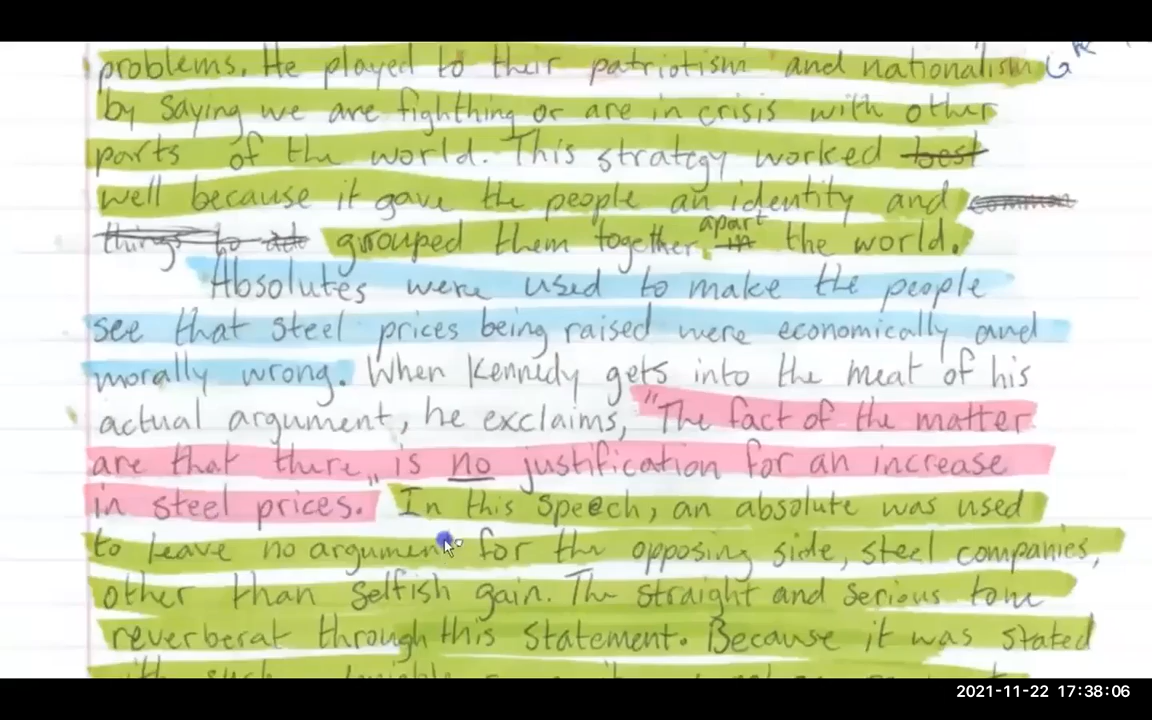 problems. He played to their patriotism and nationalism
by saying we are fighthing or are in crisis with other
parts of the world. This strategy worked best
well because it gave the people an identity and common
things to
grouped them together apart the world.
Absolutes were used to make the people
see that steel prices being raised were economically and
morally wrong. When Kennedy gets into the meat of his
actual argument, he exclaims, "The fact of the matter
are that there is no justification for an increase
in steel prices." In this speech, an absolute was used
to leave no argument for the opposing side, steel companies,
other than selfish gain. The straight and serious tone
reverberat through this statement. Because it was stated
with such
2021-11-22 17:38:06